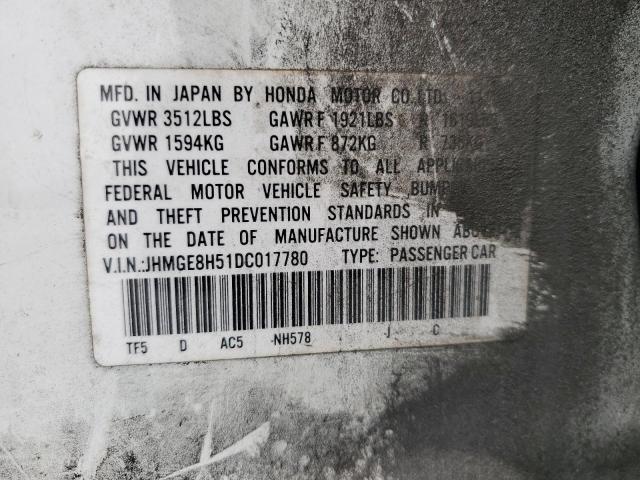 MFD. IN JAPAN BY HONDA MOTOR CO. LTD.
GVWR 3512LBS GAWR F 1921LBS R
GVWR 1594KG GAWR F 872KG R
THIS VEHICLE CONFORMS TO ALL
FEDERAL MOTOR VEHICLE SAFETY,
AND THEFT PREVENTION STANDARDS IN
ON THE DATE OF MANUFACTURE SHOWN
V.I.N.:JHMGE8H51DC017780 TYPE: PASSENGER CAR
TF5 D AC5 NH578 J C